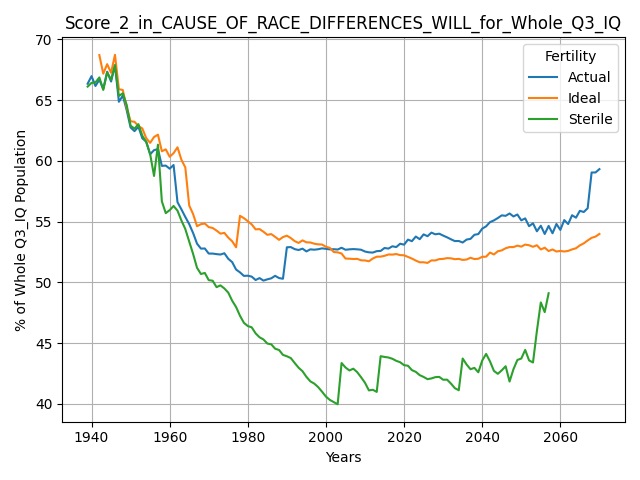 Score_2_in_CAUSE_OF_RACE_DIFFERENCES_WILL_for_Whole_Q3_IQ
% of Whole Q3_IQ Population
70
65
60
55
50
45
40
Fertility
Actual
Ideal
Sterile
1940 1960 1980 2000 2020 2040 2060
Years